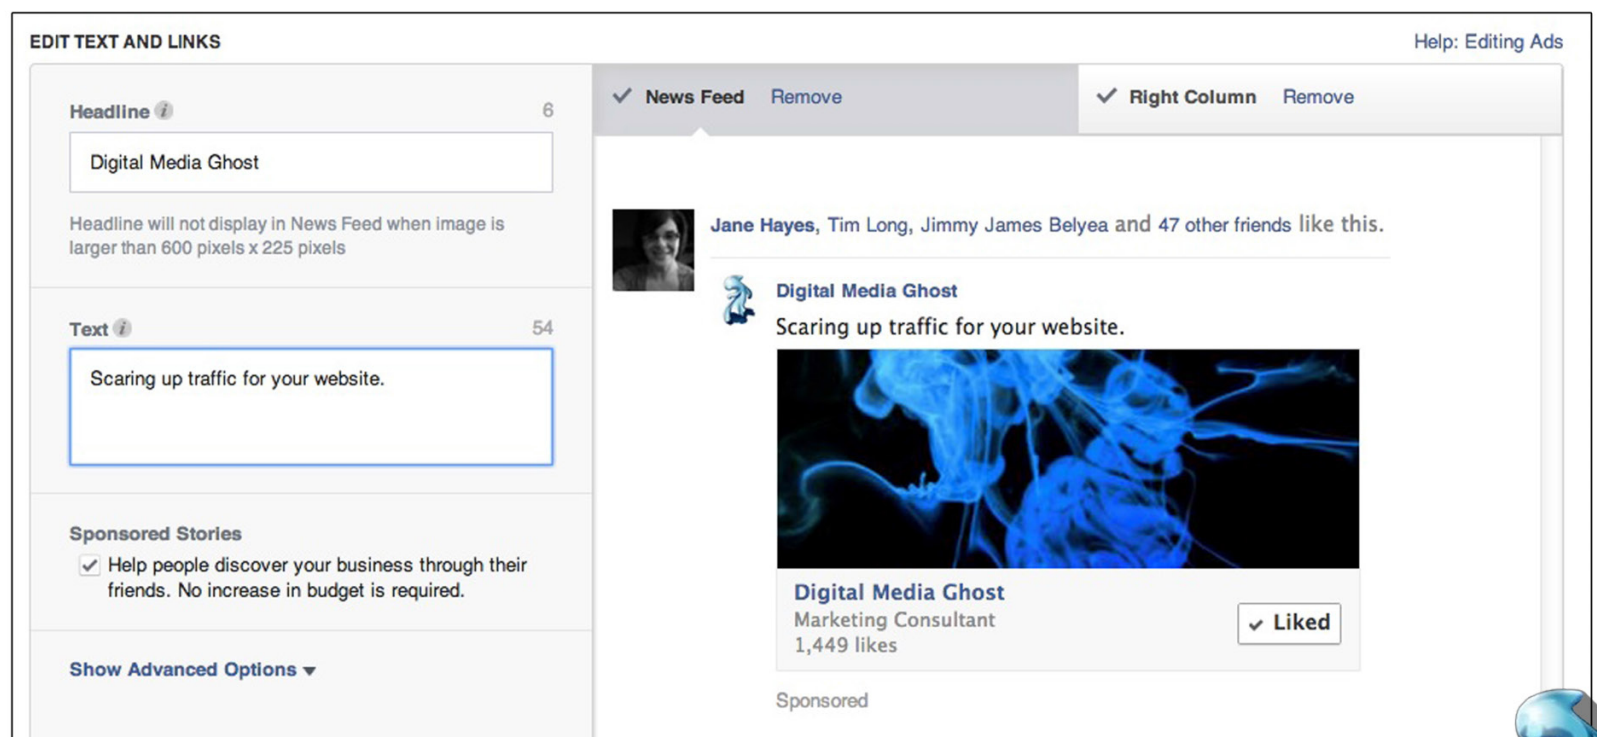 EDIT TEXT AND LINKS
Help: Editing Ads
Headline i 6
Digital Media Ghost
Headline will not display in News Feed when image is
larger than 600 pixels x 225 pixels
Text i 54
Scaring up traffic for your website.
Sponsored Stories
Help people discover your business through their
friends. No increase in budget is required.
Show Advanced Options
News Feed Remove
Right Column Remove
Jane Hayes, Tim Long, Jimmy James Belyea and 47 other friends like this.
Digital Media Ghost
Scaring up traffic for your website.
Digital Media Ghost
Marketing Consultant
1,449 likes
Liked
Sponsored